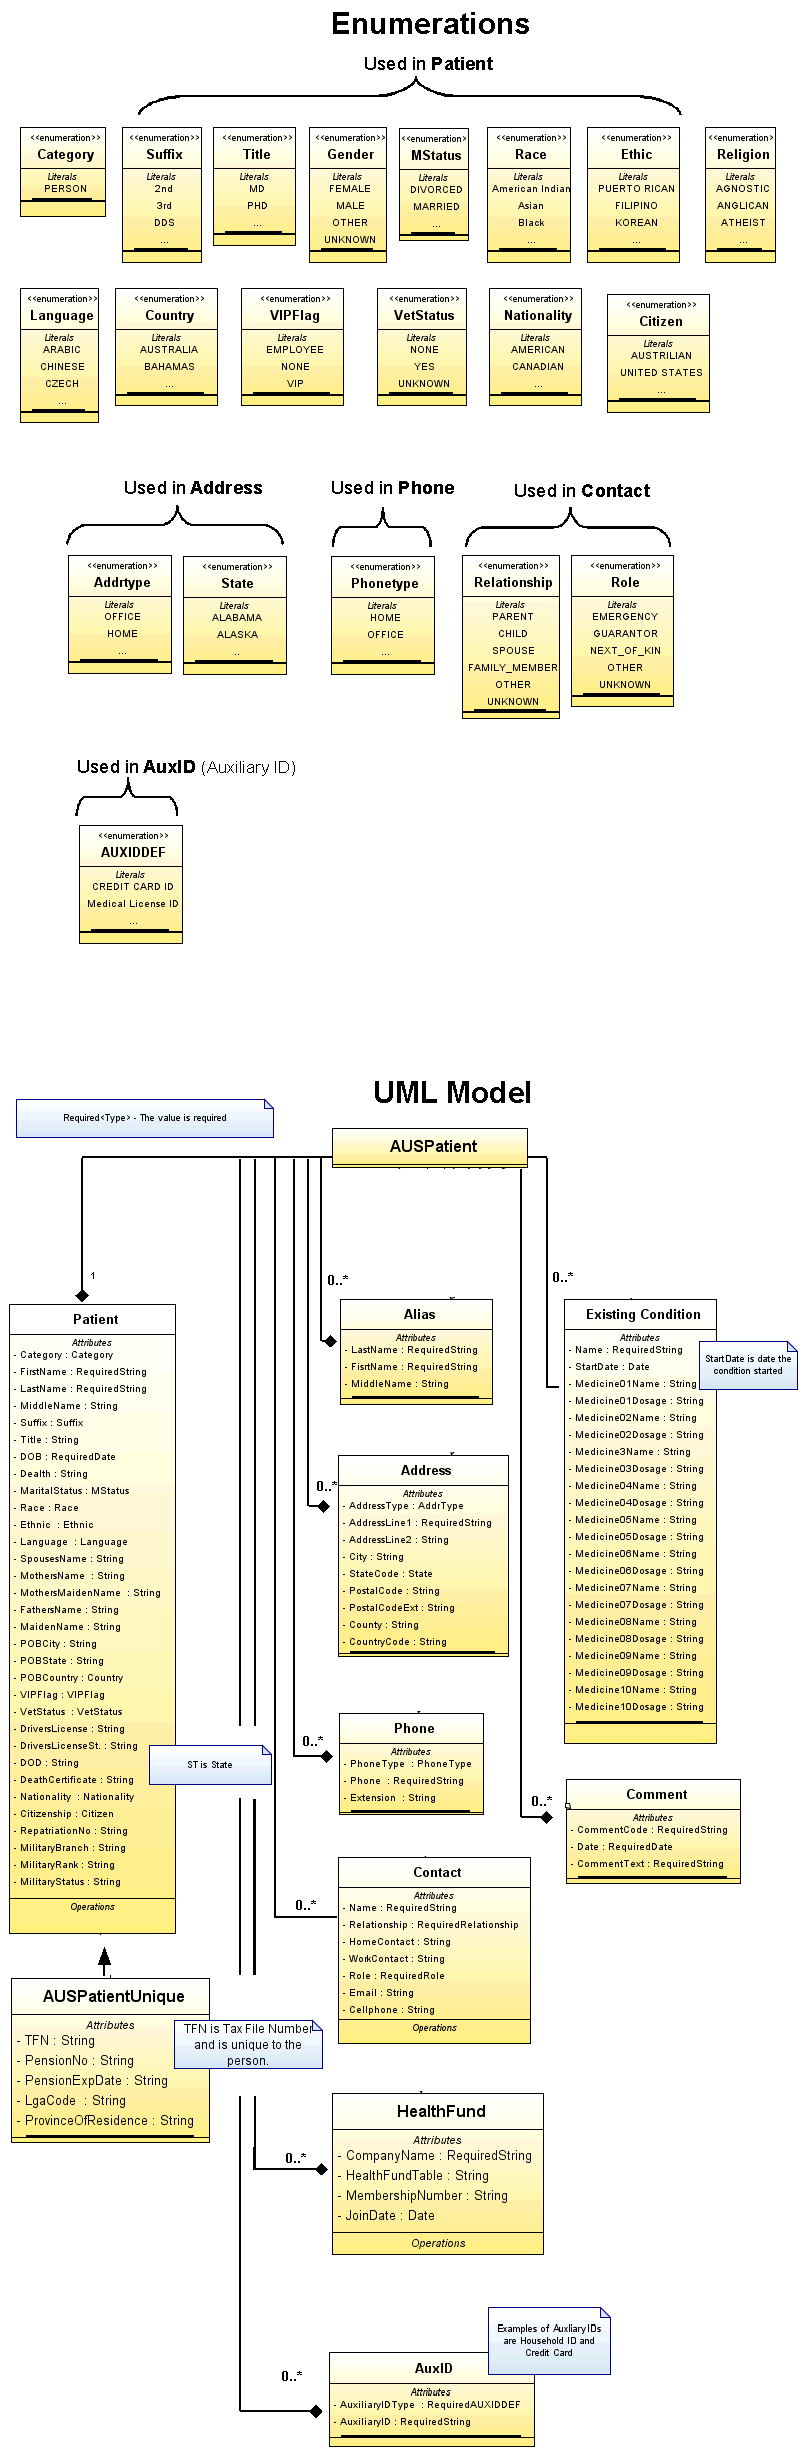 Enumerations
Used in Patient
<<enumeration>>
Category
Literals
PERSON
<<enumeration>>
Suffix
Literals
2nd
3rd
DDS
...
<<enumeration>>
Title
Literals
MD
PHD
...
<<enumeration>>
Gender
Literals
FEMALE
MALE
OTHER
UNKNOWN
<<enumeration>>
MStatus
Literals
DIVORCED
MARRIED
...
<<enumeration>>
Race
Literals
American Indian
Asian
Black
...
<<enumeration>>
Ethic
Literals
PUERTO RICAN
FILIPINO
KOREAN
...
<<enumeration>>
Religion
Literals
AGNOSTIC
ANGLICAN
ATHEIST
...
<<enumeration>>
Language
Literals
ARABIC
CHINESE
CZECH
...
<<enumeration>>
Country
Literals
AUSTRALIA
BAHAMAS
...
<<enumeration>>
VIPFlag
Literals
EMPLOYEE
NONE
VIP
<<enumeration>>
VetStatus
Literals
NONE
YES
UNKNOWN
<<enumeration>>
Nationality
Literals
AMERICAN
CANADIAN
...
<<enumeration>>
Citizen
Literals
AUSTRILIAN
UNITED STATES
...
Used in Address
<<enumeration>>
Addrtype
Literals
OFFICE
HOME
...
<<enumeration>>
State
Literals
ALABAMA
ALASKA
..
Used in Phone
<<enumeration>>
Phonetype
Literals
HOME
OFFICE
...
Used in Contact
<<enumeration>>
Relationship
Literals
PARENT
CHILD
SPOUSE
FAMILY_MEMBER
OTHER
UNKNOWN
<<enumeration>>
Role
Literals
EMERGENCY
GUARANTOR
NEXT_OF_KIN
OTHER
UNKNOWN
Used in AuxID (Auxiliary ID)
<<enumeration>>
AUXIDDEF
Literals
CREDIT CARD ID
Medical License ID
...
UML Model
Required<Type> - The value is required
AUSPatient
1
Patient
Attributes
- Category : Category
- FirstName : RequiredString
- LastName : RequiredString
- MiddleName : String
- Suffix : Suffix
- Title : String
- DOB : RequiredDate
- Dealth : String
- MaritalStatus : MStatus
- Race : Race
- Ethnic : Ethnic
- Language : Language
- SpousesName : String
- MothersName : String
- MothersMaidenName : String
- FathersName : String
- MaidenName : String
- POBCity : String
- POBState : String
- POBCountry : Country
- VIPFlag : VIPFlag
- VetStatus : VetStatus
- DriversLicense : String
- DriversLicenseSt. : String
- DOD : String
- DeathCertificate : String
- Nationality : Nationality
- Citizenship : Citizen
- RepatriationNo : String
- MilitaryBranch : String
- MilitaryRank : String
- MilitaryStatus : String
Operations
ST is State
AUSPatientUnique
Attributes
- TFN : String
- PensionNo : String
- PensionExpDate : String
- LgaCode : String
- ProvinceOfResidence : String
TFN is Tax File Number
and is unique to the
person.
0..*
Alias
Attributes
- LastName : RequiredString
- FisrtName : RequiredString
- MiddleName : String
0..*
Address
Attributes
- AddressType : AddrType
- AddressLine1 : RequiredString
- AddressLine2 : String
- City : String
- StateCode : State
- PostalCode : String
- PostalCodeExt : String
- County : String
- CountryCode : String
0..*
Phone
Attributes
- PhoneType : PhoneType
- Phone : RequiredString
- Extension : String
0..*
Contact
Attributes
- Name : RequiredString
- Relationship : RequiredRelationship
- HomeContact : String
- WorkContact : String
- Role : RequiredRole
- Email : String
- Cellphone : String
Operations
0..*
HealthFund
Attributes
- CompanyName : RequiredString
- HealthFundTable : String
- MembershipNumber : String
- JoinDate : Date
Operations
0..*
AuxID
Attributes
- AuxiliaryIDType : RequiredAUXIDDEF
- AuxiliaryID : RequiredString
Examples of AuxliaryIDs
are Household ID and
Credit Card
0..*
Existing Condition
Attributes
- Name : RequiredString
- StartDate : Date
- Medicine01Name : String
- Medicine01Dosage : String
- Medicine02Name : String
- Medicine02Dosage : String
- Medicine3Name : String
- Medicine03Dosage : String
- Medicine04Name : String
- Medicine04Dosage : String
- Medicine05Name : String
- Medicine05Dosage : String
- Medicine06Name : String
- Medicine06Dosage : String
- Medicine07Name : String
- Medicine07Dosage : String
- Medicine08Name : String
- Medicine08Dosage : String
- Medicine09Name : String
- Medicine09Dosage : String
- Medicine10Name : String
- Medicine10Dosage : String
StartDate is date the
condition started
0..*
Comment
Attributes
- CommentCode : RequiredString
- Date : RequiredDate
- CommentText : RequiredString